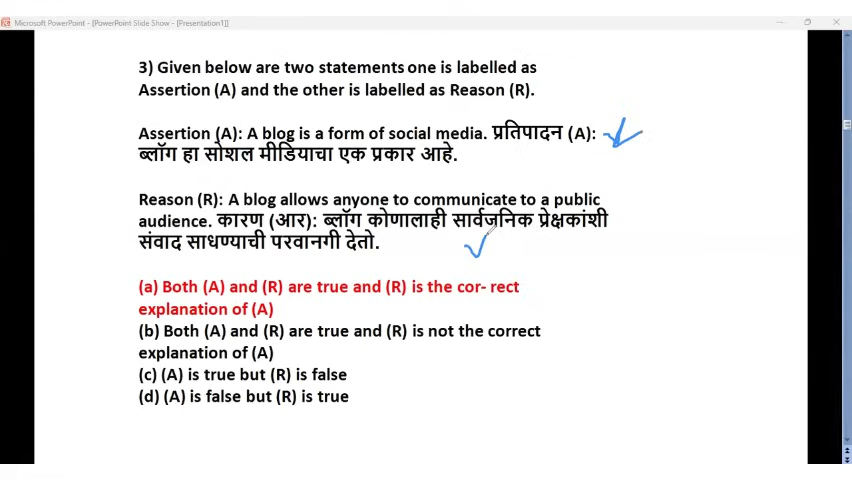 Microsoft PowerPoint - [PowerPoint Slide Show - [Presentation1]]
3) Given below are two statements one is labelled as
Assertion (A) and the other is labelled as Reason (R).
Assertion (A): A blog is a form of social media. प्रतिपादन (A):
ब्लॉग हा सोशल मीडियाचा एक प्रकार आहे.
Reason (R): A blog allows anyone to communicate to a public
audience. कारण (आर): ब्लॉग कोणालाही सार्वजनिक प्रेक्षकांशी
संवाद साधण्याची परवानगी देतो.
(a) Both (A) and (R) are true and (R) is the cor- rect
explanation of (A)
(b) Both (A) and (R) are true and (R) is not the correct
explanation of (A)
(c) (A) is true but (R) is false
(d) (A) is false but (R) is true